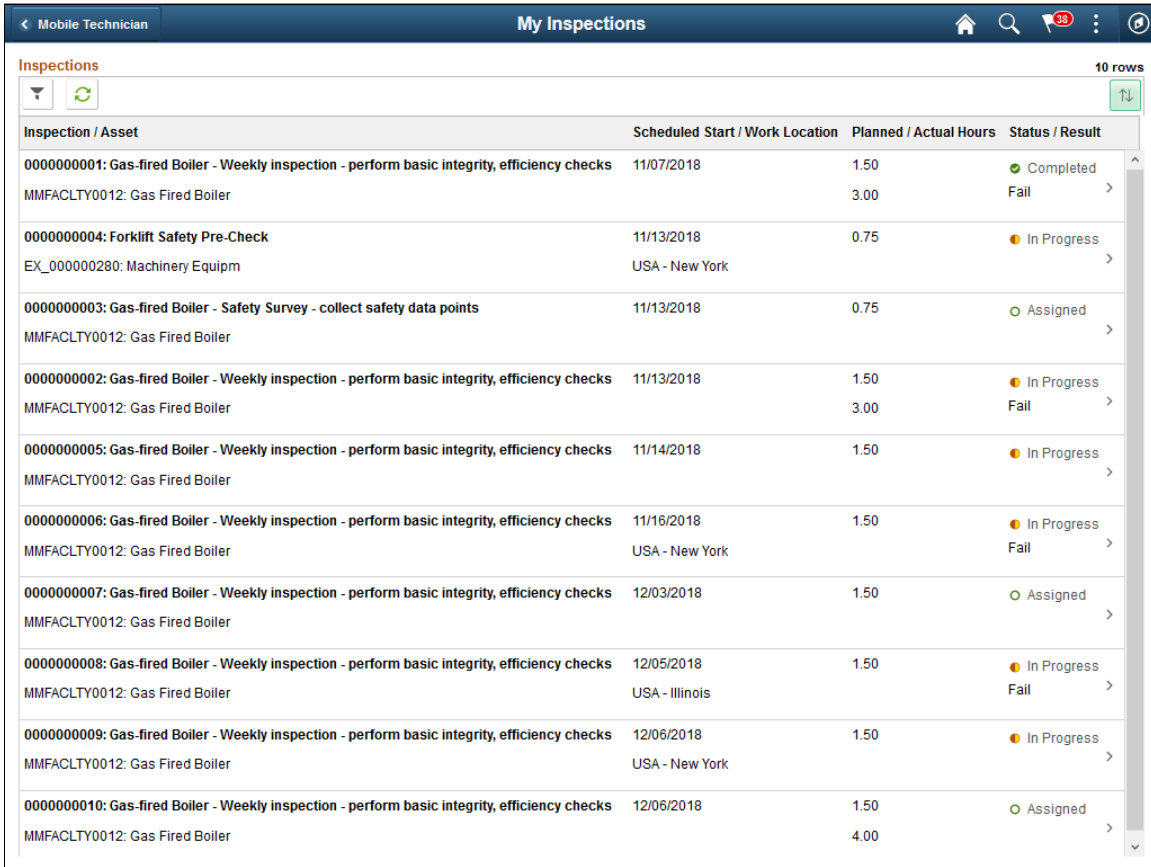 Mobile Technician
My Inspections
38
Inspections
10 rows
Inspection / Asset Scheduled Start / Work Location Planned / Actual Hours Status / Result
0000000001: Gas-fired Boiler - Weekly inspection - perform basic integrity, efficiency checks 11/07/2018 1.50 Completed
MMFACLTY0012: Gas Fired Boiler 3.00 Fail
0000000004: Forklift Safety Pre-Check 11/13/2018 0.75 In Progress
EX_000000280: Machinery Equipm USA - New York
0000000003: Gas-fired Boiler - Safety Survey - collect safety data points 11/13/2018 0.75 Assigned
MMFACLTY0012: Gas Fired Boiler
0000000002: Gas-fired Boiler - Weekly inspection - perform basic integrity, efficiency checks 11/13/2018 1.50 In Progress
MMFACLTY0012: Gas Fired Boiler 3.00 Fail
0000000005: Gas-fired Boiler - Weekly inspection - perform basic integrity, efficiency checks 11/14/2018 1.50 In Progress
MMFACLTY0012: Gas Fired Boiler
0000000006: Gas-fired Boiler - Weekly inspection - perform basic integrity, efficiency checks 11/16/2018 1.50 In Progress
MMFACLTY0012: Gas Fired Boiler USA - New York Fail
0000000007: Gas-fired Boiler - Weekly inspection - perform basic integrity, efficiency checks 12/03/2018 1.50 Assigned
MMFACLTY0012: Gas Fired Boiler
0000000008: Gas-fired Boiler - Weekly inspection - perform basic integrity, efficiency checks 12/05/2018 1.50 In Progress
MMFACLTY0012: Gas Fired Boiler USA - Illinois Fail
0000000009: Gas-fired Boiler - Weekly inspection - perform basic integrity, efficiency checks 12/06/2018 1.50 In Progress
MMFACLTY0012: Gas Fired Boiler USA - New York
0000000010: Gas-fired Boiler - Weekly inspection - perform basic integrity, efficiency checks 12/06/2018 1.50 Assigned
MMFACLTY0012: Gas Fired Boiler 4.00